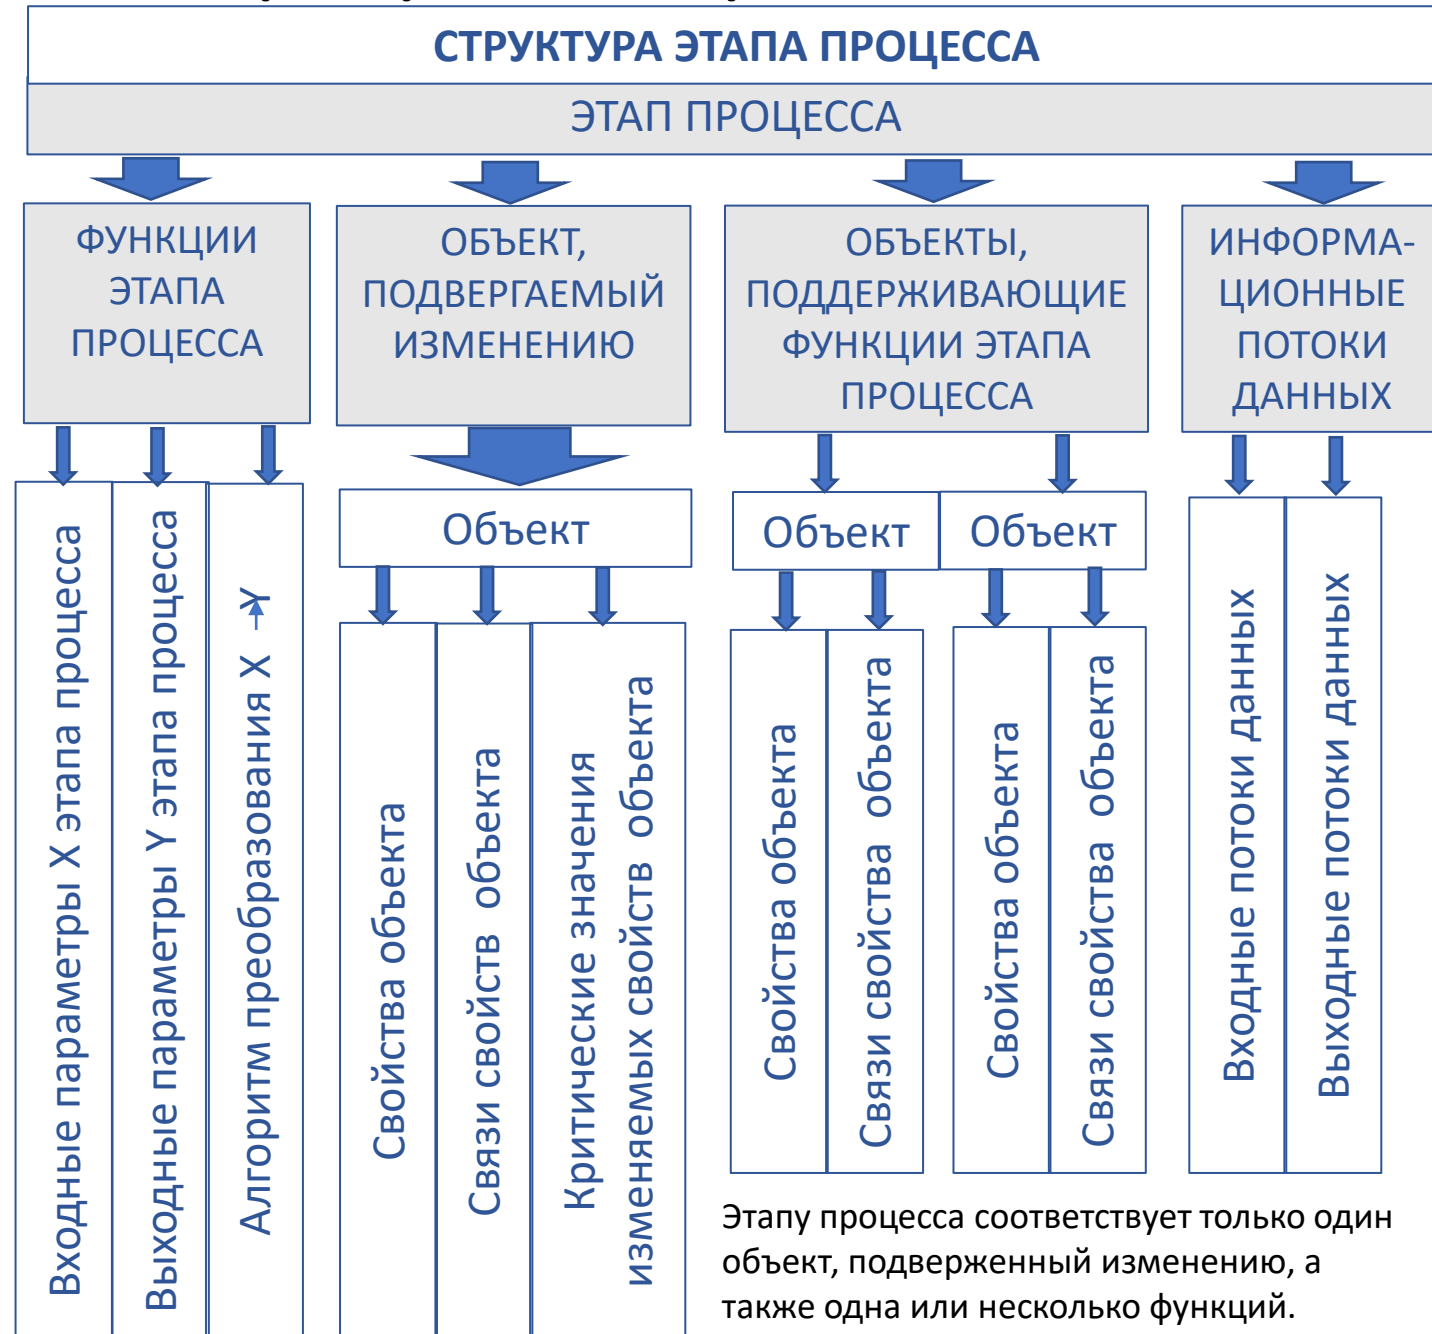 СТРУКТУРА ЭТАПА ПРОЦЕССА
ЭТАП ПРОЦЕССА
ФУНКЦИИ
ЭТАПА
ПРОЦЕССА
ОБЪЕКТ,
ПОДВЕРГАЕМЫЙ
ИЗМЕНЕНИЮ
ОБЪЕКТЫ,
ПОДДЕРЖИВАЮЩИЕ
ФУНКЦИИ ЭТАПА
ПРОЦЕССА
ИНФОРМА-
ЦИОННЫЕ
ПОТОКИ
ДАННЫХ
Входные параметры X этапа процесса
Выходные параметры Y этапа процесса
Алгоритм преобразования X →Y
Объект
Свойства объекта
Связи свойств объекта
Критические значения
изменяемых свойств объекта
Объект
Объект
Свойства объекта
Связи свойства объекта
Свойства объекта
Связи свойства объекта
Входные потоки данных
Выходные потоки данных
Этапу процесса соответствует только один
объект, подверженный изменению, а
также одна или несколько функций.